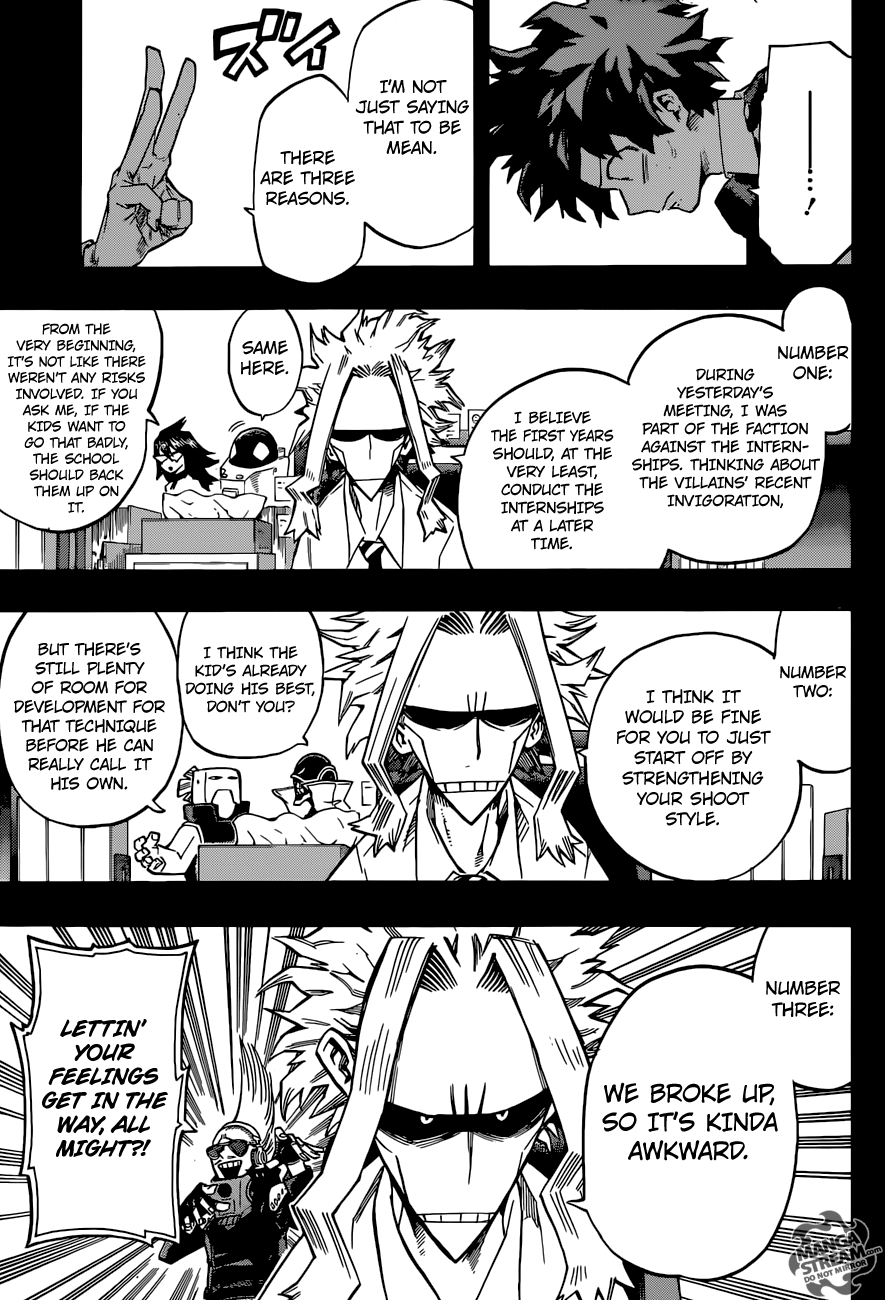 ーー…！
I'M NOT
JUST SAYING
THAT TO BE
MEAN.
THERE
ARE THREE
REASONS.
ズイ
NUMBER
ONE:
DURING
YESTERDAY'S
MEETING, I WAS
PART OF THE FACTION
AGAINST THE INTERN-
SHIPS. THINKING ABOUT
THE VILLAINS' RECENT
INVIGORATION,
I BELIEVE
THE FIRST YEARS
SHOULD, AT THE
VERY LEAST,
CONDUCT THE
INTERNSHIPS
AT A LATER
TIME.
SAME
HERE.
FROM THE
VERY BEGINNING,
IT'S NOT LIKE THERE
WEREN'T ANY RISKS
INVOLVED. IF YOU
ASK ME, IF THE
KIDS WANT TO
GO THAT BADLY,
THE SCHOOL
SHOULD BACK
THEM UP ON
IT.
NUMBER
TWO:
I THINK IT
WOULD BE FINE
FOR YOU TO JUST
START OFF BY
STRENGTHENING
YOUR SHOOT
STYLE.
I THINK THE
KID'S ALREADY
DOING HIS BEST,
DON'T YOU?
BUT THERE'S
STILL PLENTY
OF ROOM FOR
DEVELOPMENT FOR
THAT TECHNIQUE
BEFORE HE CAN
REALLY CALL IT
HIS OWN.
NUMBER
THREE:
WE BROKE UP,
SO IT'S KINDA
AWKWARD.
LETTIN'
YOUR
FEELINGS
GET IN THE
WAY, ALL
MIGHT?!
MANGA
STREAM.com
DO NOT MIRROR